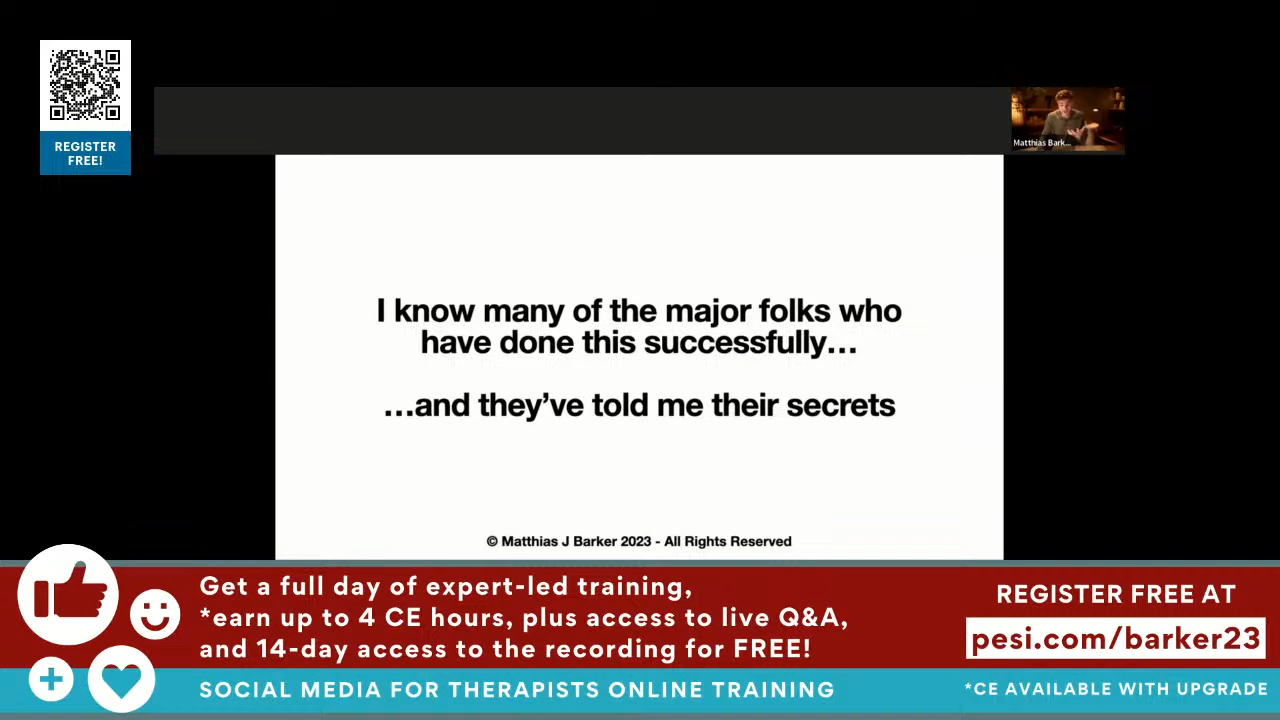 REGISTER
FREE!
Matthias Bark...
I know many of the major folks who
have done this successfully…
…and they’ve told me their secrets
© Matthias J Barker 2023 - All Rights Reserved
Get a full day of expert-led training,
*earn up to 4 CE hours, plus access to live Q&A,
and 14-day access to the recording for FREE!
REGISTER FREE AT
pesi.com/barker23
SOCIAL MEDIA FOR THERAPISTS ONLINE TRAINING
*CE AVAILABLE WITH UPGRADE